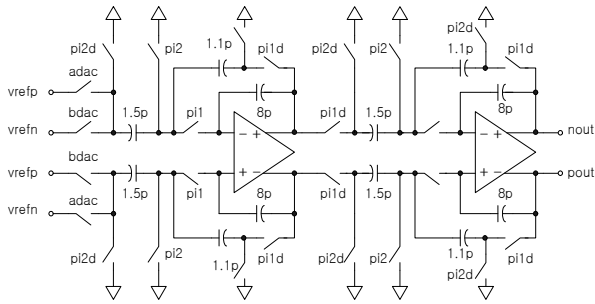 pi2d pi2 1.1p pi1d pi2d pi2 pi2d 1.1p pi1d
adac
vrefp
bdac 1.5p pi1 8p pi1d 1.5p 8p
vrefn nout
− + − +
bdac
vrefp pout
+ − + −
adac 1.5p pi1 8p pi1d 1.5p 8p
vrefn
pi2d pi2 1.1p pi1d pi2d pi2 1.1p pi2d pi1d